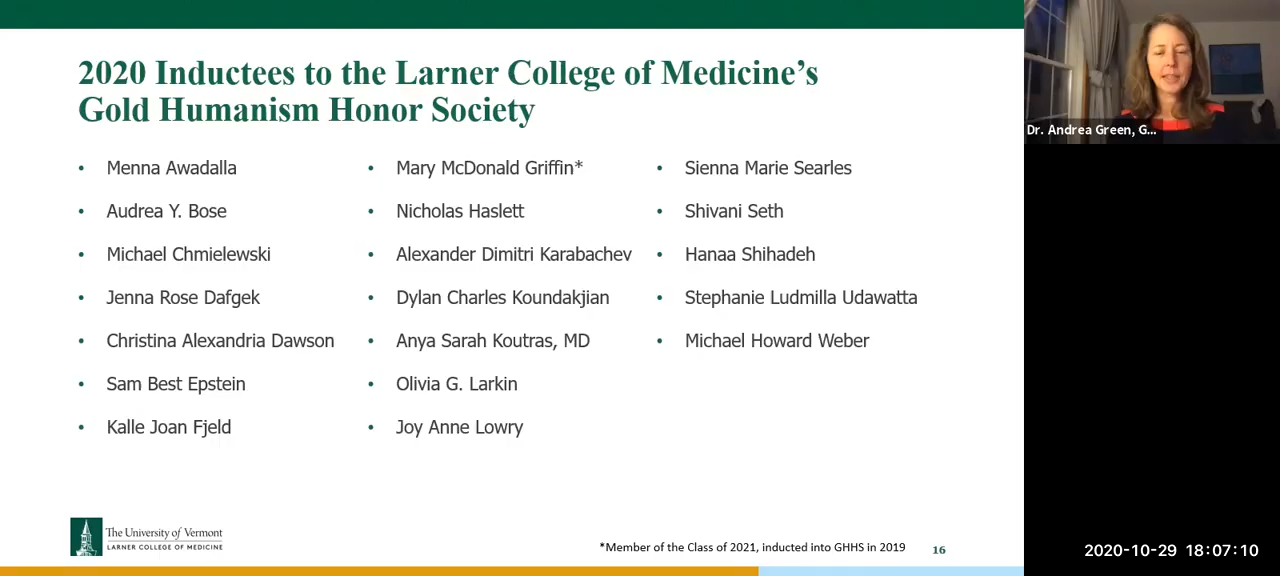 2020 Inductees to the Larner College of Medicine's
Gold Humanism Honor Society
• Menna Awadalla
• Audrea Y. Bose
• Michael Chmielewski
• Jenna Rose Dafgek
• Christina Alexandria Dawson
• Sam Best Epstein
• Kalle Joan Fjeld
• Mary McDonald Griffin*
• Nicholas Haslett
• Alexander Dimitri Karabachev
• Dylan Charles Koundakjian
• Anya Sarah Koutras, MD
• Olivia G. Larkin
• Joy Anne Lowry
• Sienna Marie Searles
• Shivani Seth
• Hanaa Shihadeh
• Stephanie Ludmilla Udawatta
• Michael Howard Weber
The University of Vermont
LARNER COLLEGE OF MEDICINE
*Member of the Class of 2021, inducted into GHHS in 2019
16
Dr. Andrea Green, G...
2020-10-29 18:07:10